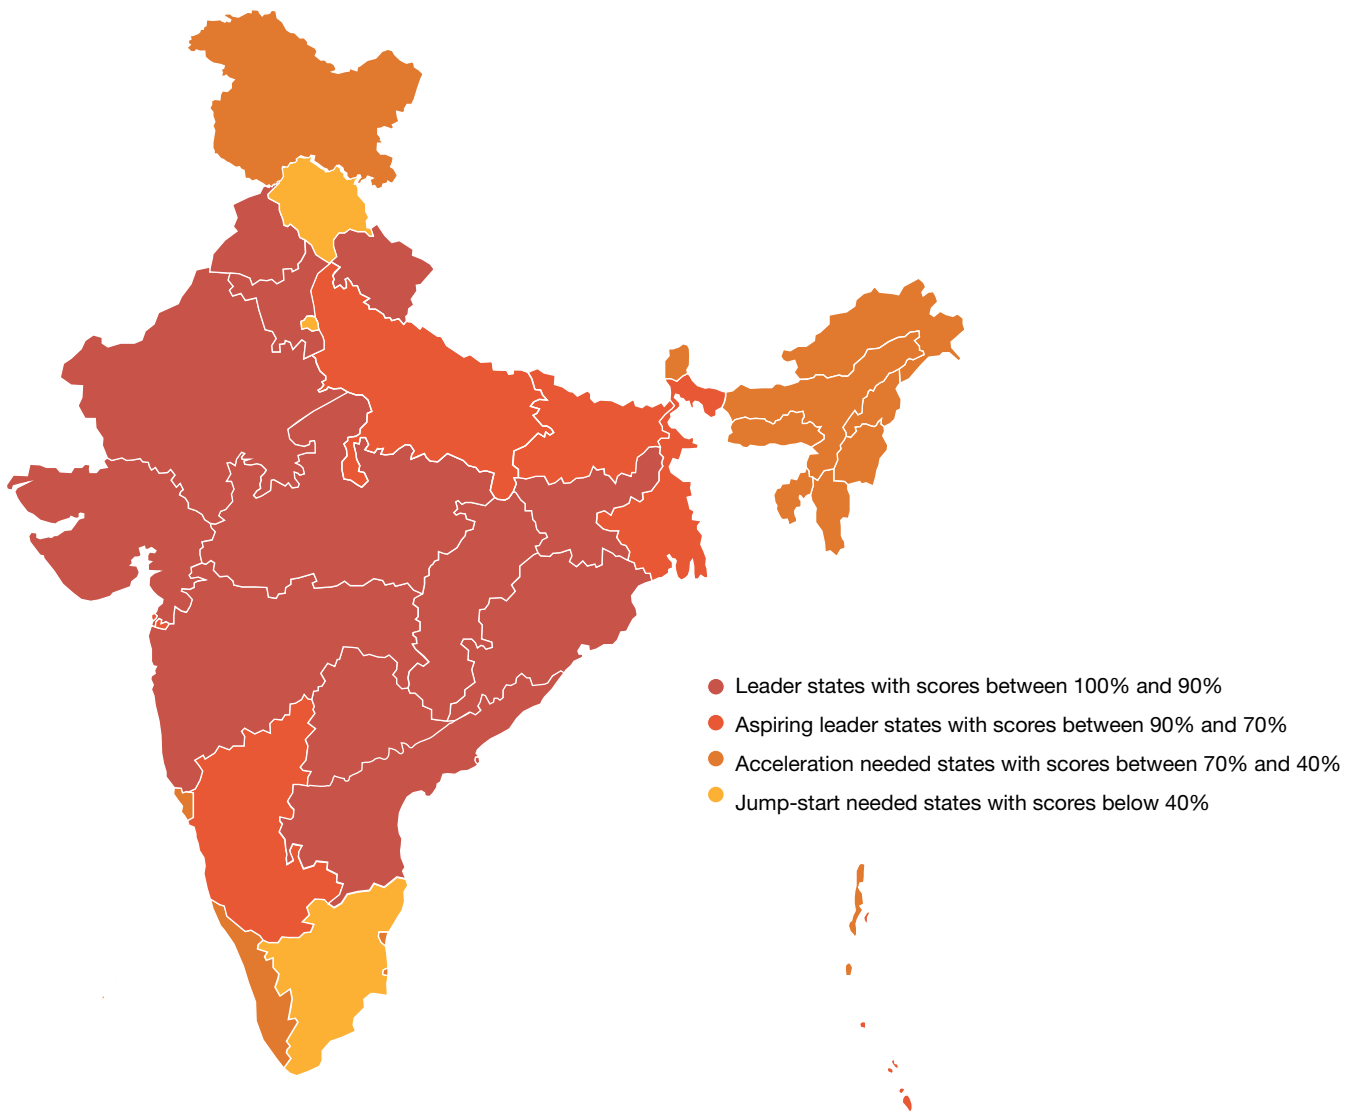 Leader states with scores between 100% and 90%
Aspiring leader states with scores between 90% and 70%
Acceleration needed states with scores between 70% and 40%
Jump-start needed states with scores below 40%